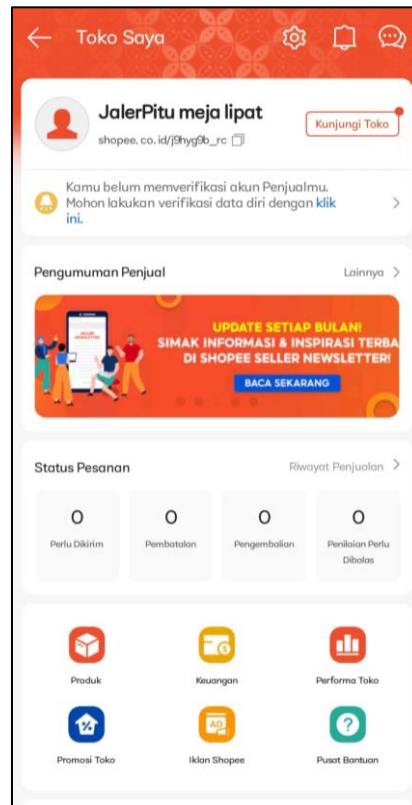 Toko Saya
JalerPitu meja lipat
shopee. co. id/j9hyg9b_rc
Kunjungi Toko
Kamu belum memverifikasi akun Penjualmu.
Mohon lakukan verifikasi data diri dengan klik
ini.
Pengumuman Penjual
Lainnya
UPDATE SETIAP BULAN!
SIMAK INFORMASI & INSPIRASI TERBA
DI SHOPEE SELLER NEWSLETTER!
BACA SEKARANG
Status Pesanan
Riwayat Penjualan
0 0 0 0
Perlu Dikirim Pembatalan Pengembalian Penilaian Perlu
Dibalas
Produk Keuangan Performa Toko
AD
Promosi Toko Iklan Shopee Pusat Bantuan